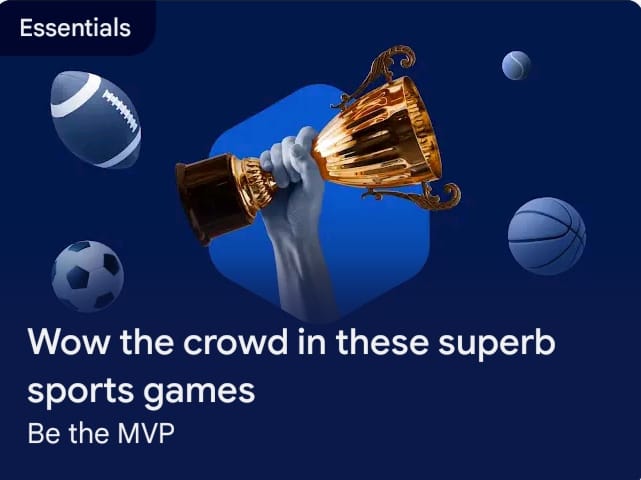 Essentials
Wow the crowd in these superb
sports games
Be the MVP